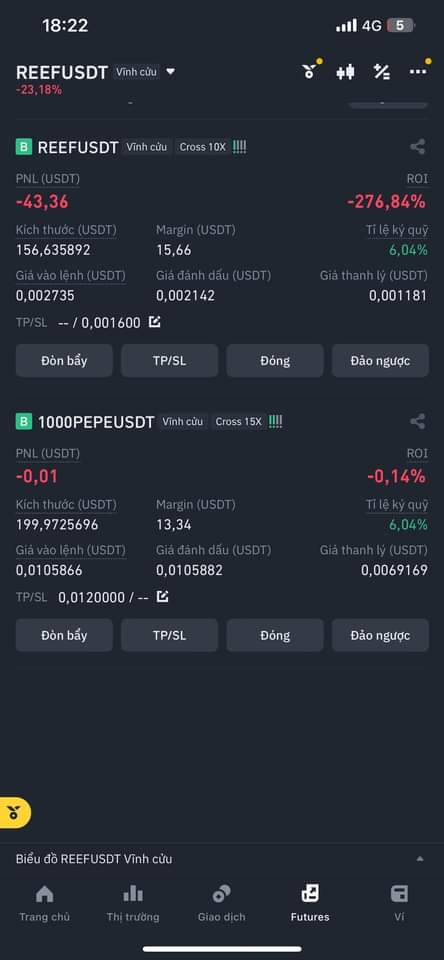 18:22 4G 5
REEFUSDT Vĩnh cửu
-23,18%
B REEFUSDT Vĩnh cửu Cross 10X !!!!
PNL (USDT) ROI
-43,36 -276,84%
Kích thước (USDT) Margin (USDT) Tỉ lệ ký quỹ
156,635892 15,66 6,04%
Giá vào lệnh (USDT) Giá đánh dấu (USDT) Giá thanh lý (USDT)
0,002735 0,002142 0,001181
TP/SL -- / 0,001600
Đòn bẩy TP/SL Đóng Đảo ngược
B 1000PEPEUSDT Vĩnh cửu Cross 15X !!!!
PNL (USDT) ROI
-0,01 -0,14%
Kích thước (USDT) Margin (USDT) Tỉ lệ ký quỹ
199,9725696 13,34 6,04%
Giá vào lệnh (USDT) Giá đánh dấu (USDT) Giá thanh lý (USDT)
0,0105866 0,0105882 0,0069169
TP/SL 0,0120000 / --
Đòn bẩy TP/SL Đóng Đảo ngược
Biểu đồ REEFUSDT Vĩnh cửu
Trang chủ Thị trường Giao dịch Futures Ví